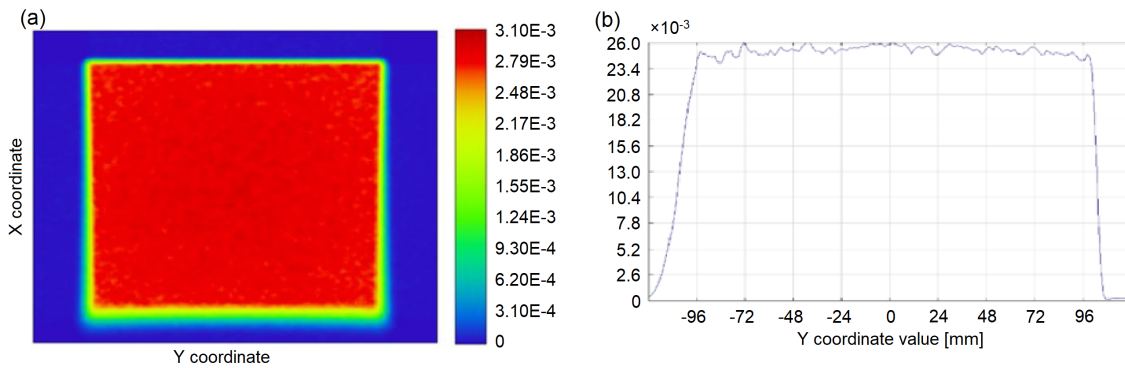 (a)
X coordinate
Y coordinate
3.10E-3
2.79E-3
2.48E-3
2.17E-3
1.86E-3
1.55E-3
1.24E-3
9.30E-4
6.20E-4
3.10E-4
0
(b)
×10⁻³
26.0
23.4
20.8
18.2
15.6
13.0
10.4
7.8
5.2
2.6
0
-96 -72 -48 -24 0 24 48 72 96
Y coordinate value [mm]